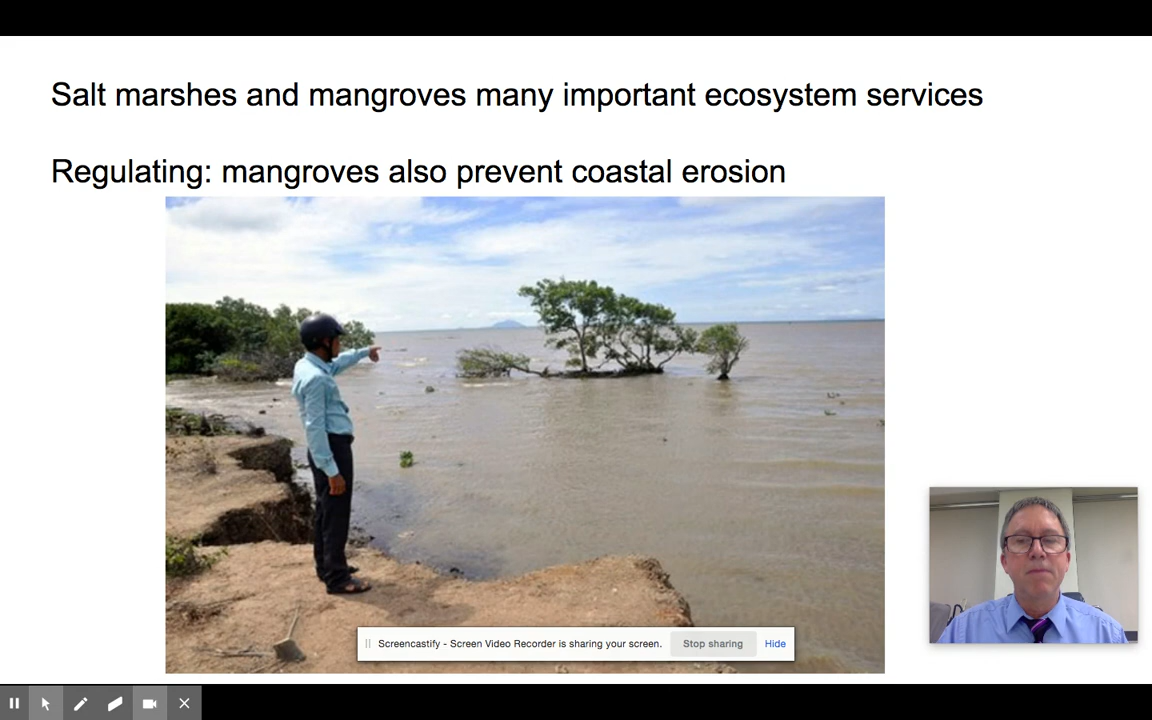 Salt marshes and mangroves many important ecosystem services
Regulating: mangroves also prevent coastal erosion
Screencastify - Screen Video Recorder is sharing your screen. Stop sharing Hide